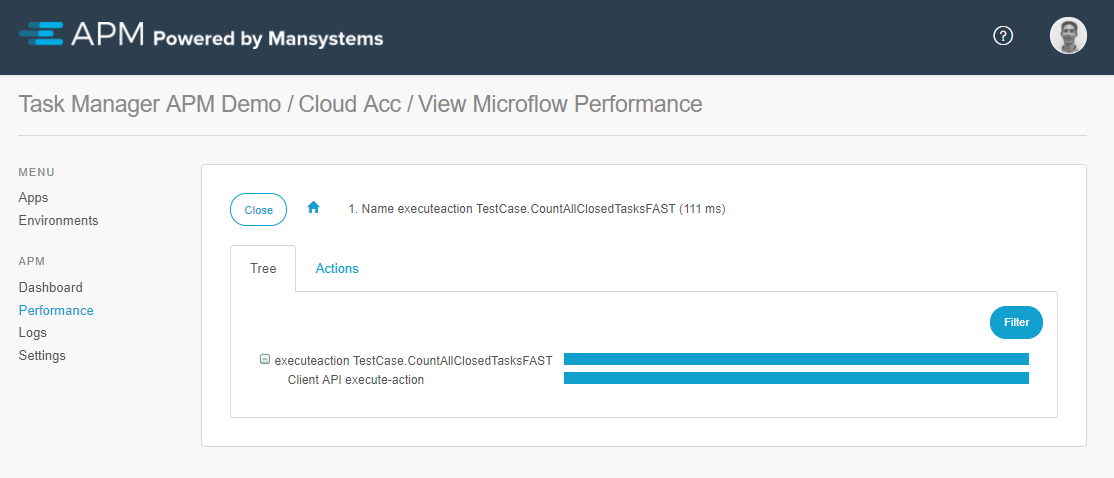 APM Powered by Mansystems
?
Task Manager APM Demo / Cloud Acc / View Microflow Performance
MENU
Apps
Environments
APM
Dashboard
Performance
Logs
Settings
Close
1. Name executeaction TestCase.CountAllClosedTasksFAST (111 ms)
Tree
Actions
Filter
executeaction TestCase.CountAllClosedTasksFAST
Client API execute-action